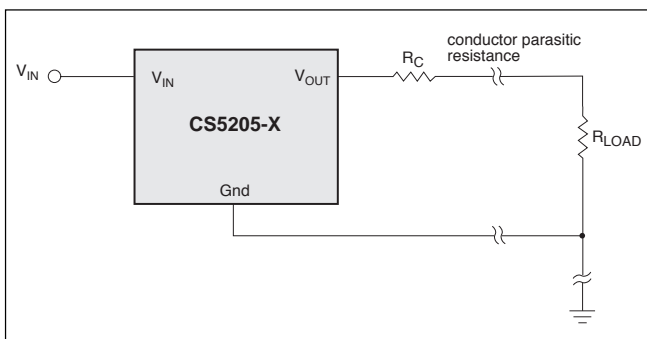 conductor parasitic
resistance
R_C
V_IN
V_IN
V_OUT
CS5205-X
R_LOAD
Gnd